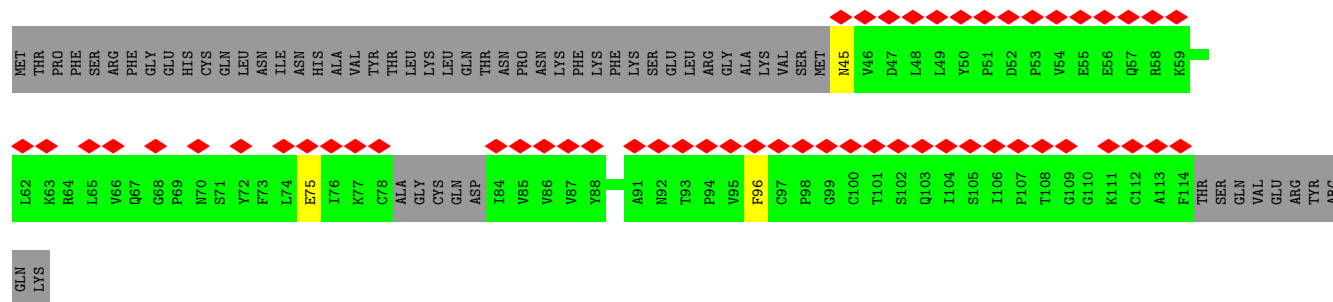 MET THR PRO PHE SER ARG PHE GLY GLU HIS CYS GLN LEU ASN ILE ASN HIS ALA VAL TYR THR LEU LYS LEU LEU GLN THR ASN PRO ASN LYS PHE LYS PHE LYS SER GLU LEU ARG GLY ALA LYS VAL SER MET N45 V46 D47 L48 L49 Y50 P51 D52 P53 V54 E55 E56 Q57 R58 K59
L62 K63 R64 L65 V66 Q67 G68 P69 N70 S71 Y72 F73 L74 E75 I76 K77 C78 ALA GLY CYS GLN ASP I84 V85 V86 V87 Y88 A91 N92 T93 P94 V95 F96 C97 P98 G99 C100 T101 S102 Q103 I104 S105 I106 P107 T108 G109 G110 K111 C112 A113 F114 THR SER GLN VAL GLU ARG TYR ARG
GLN LYS